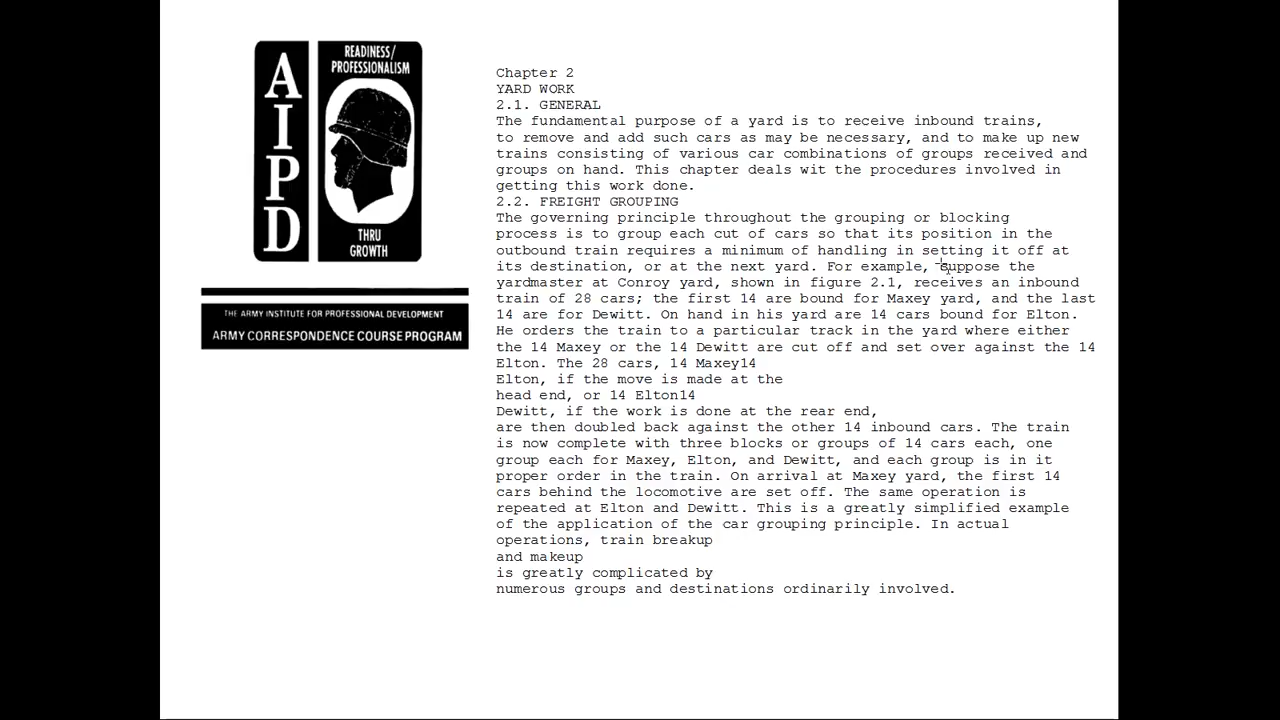 A
I
P
D
READINESS/
PROFESSIONALISM
THRU
GROWTH
THE ARMY INSTITUTE FOR PROFESSIONAL DEVELOPMENT
ARMY CORRESPONDENCE COURSE PROGRAM
Chapter 2
YARD WORK
2.1. GENERAL
The fundamental purpose of a yard is to receive inbound trains,
to remove and add such cars as may be necessary, and to make up new
trains consisting of various car combinations of groups received and
groups on hand. This chapter deals wit the procedures involved in
getting this work done.
2.2. FREIGHT GROUPING
The governing principle throughout the grouping or blocking
process is to group each cut of cars so that its position in the
outbound train requires a minimum of handling in setting it off at
its destination, or at the next yard. For example, suppose the
yardmaster at Conroy yard, shown in figure 2.1, receives an inbound
train of 28 cars; the first 14 are bound for Maxey yard, and the last
14 are for Dewitt. On hand in his yard are 14 cars bound for Elton.
He orders the train to a particular track in the yard where either
the 14 Maxey or the 14 Dewitt are cut off and set over against the 14
Elton. The 28 cars, 14 Maxey14
Elton, if the move is made at the
head end, or 14 Elton14
Dewitt, if the work is done at the rear end,
are then doubled back against the other 14 inbound cars. The train
is now complete with three blocks or groups of 14 cars each, one
group each for Maxey, Elton, and Dewitt, and each group is in it
proper order in the train. On arrival at Maxey yard, the first 14
cars behind the locomotive are set off. The same operation is
repeated at Elton and Dewitt. This is a greatly simplified example
of the application of the car grouping principle. In actual
operations, train breakup
and makeup
is greatly complicated by
numerous groups and destinations ordinarily involved.